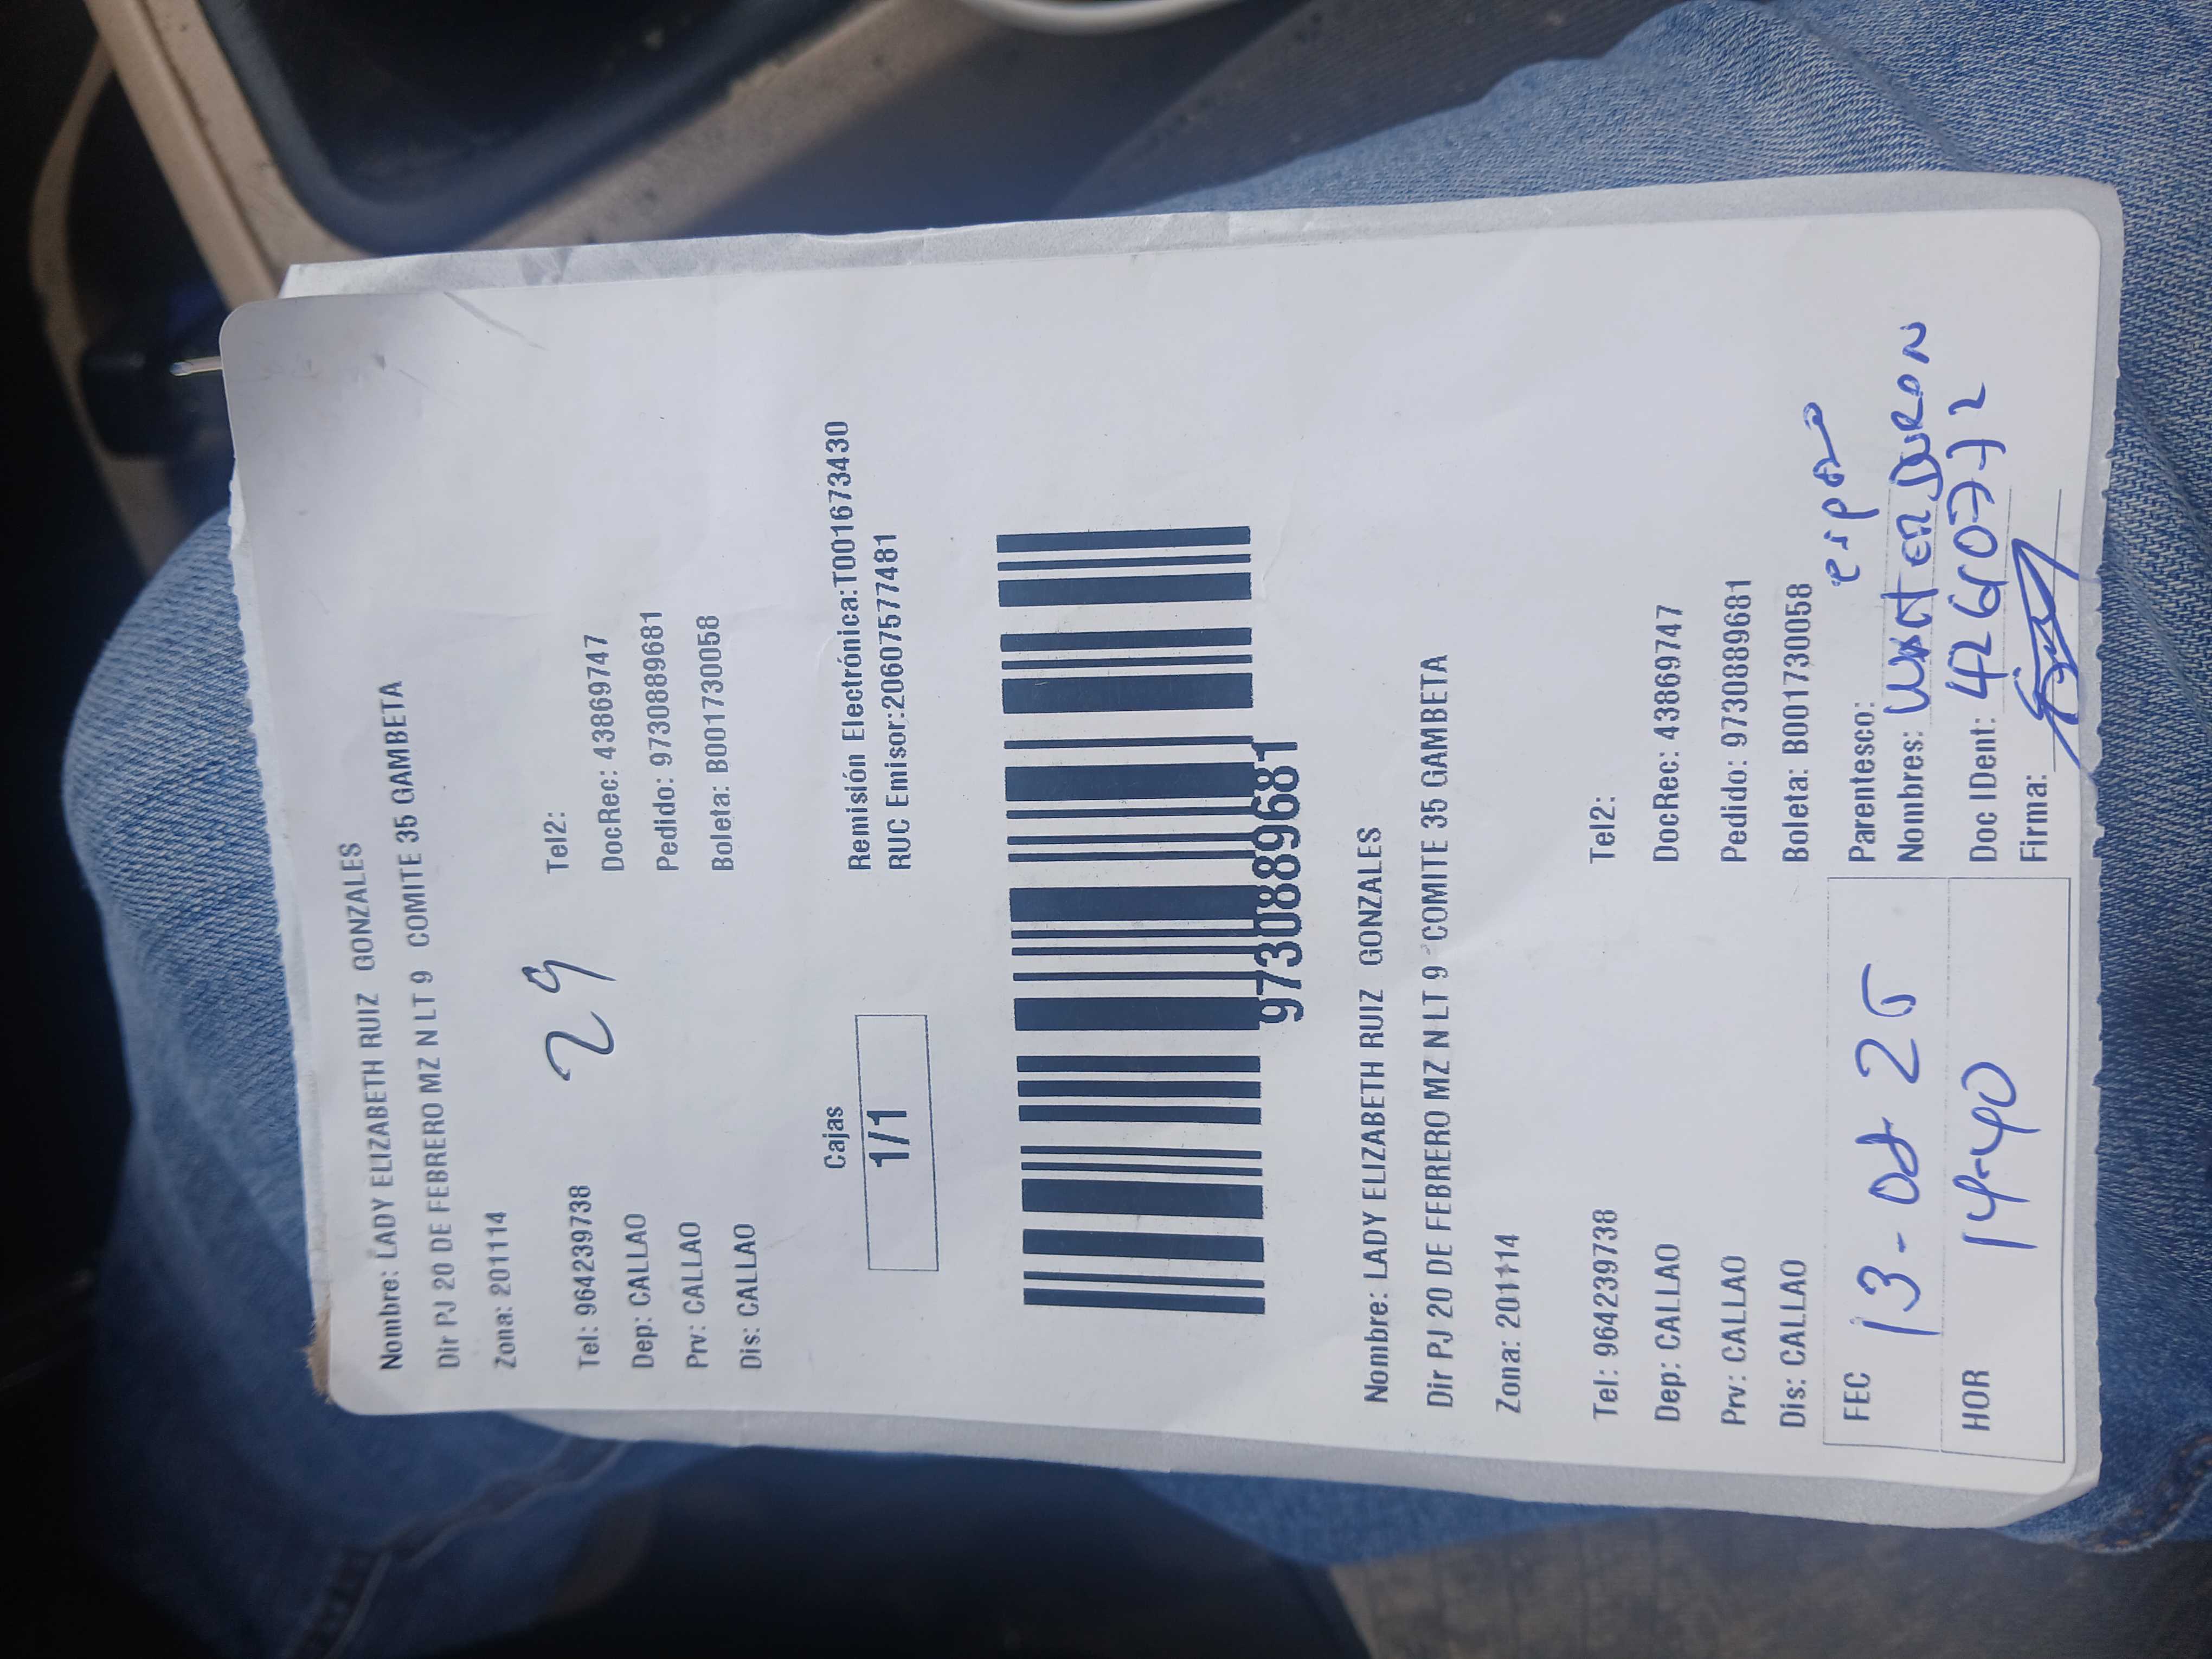 Nombre: LADY ELIZABETH RUIZ GONZALES
Dir PJ 20 DE FEBRERO MZ N LT 9 COMITE 35 GAMBETA
Zona: 201114
29
Tel: 964239738 Tel2:
Dep: CALLAO DocRec: 43869747
Prv: CALLAO Pedido: 9730889681
Dis: CALLAO Boleta: B001730058
Cajas
1/1
Remisión Electrónica:T001673430
RUC Emisor:20607577481
9730889681
Nombre: LADY ELIZABETH RUIZ GONZALES
Dir PJ 20 DE FEBRERO MZ N LT 9 COMITE 35 GAMBETA
Zona: 201114
Tel: 964239738 Tel2:
Dep: CALLAO DocRec: 43869747
Prv: CALLAO Pedido: 9730889681
Dis: CALLAO Boleta: B001730058
FEC 13-08 25
HOR 14-40
Parentesco:
Nombres: DURAN
Doc IDent:
Firma: